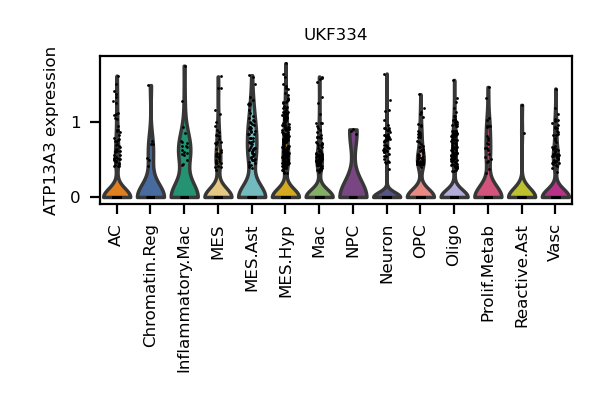 UKF334
ATP13A3 expression
1
0
AC
Chromatin.Reg
Inflammatory.Mac
MES
MES.Ast
MES.Hyp
Mac
NPC
Neuron
OPC
Oligo
Prolif.Metab
Reactive.Ast
Vasc